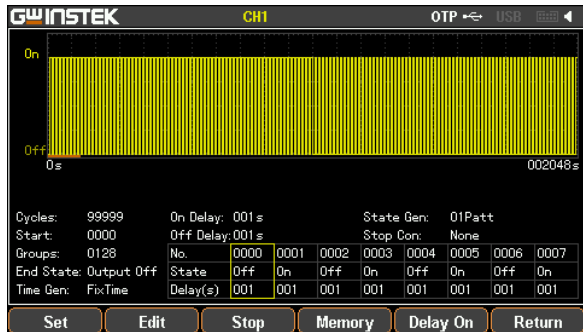 GWINSTEK CH1 OTP USB
On
Off
0s 002048s
Cycles: 99999 On Delay: 001s State Gen: 01Patt
Start: 0000 Off Delay: 001s Stop Con: None
Groups: 0128 No. 0000 0001 0002 0003 0004 0005 0006 0007
End State: Output Off State Off On Off On Off On Off On
Time Gen: FixTime Delay(s) 001 001 001 001 001 001 001 001
Set Edit Stop Memory Delay On Return